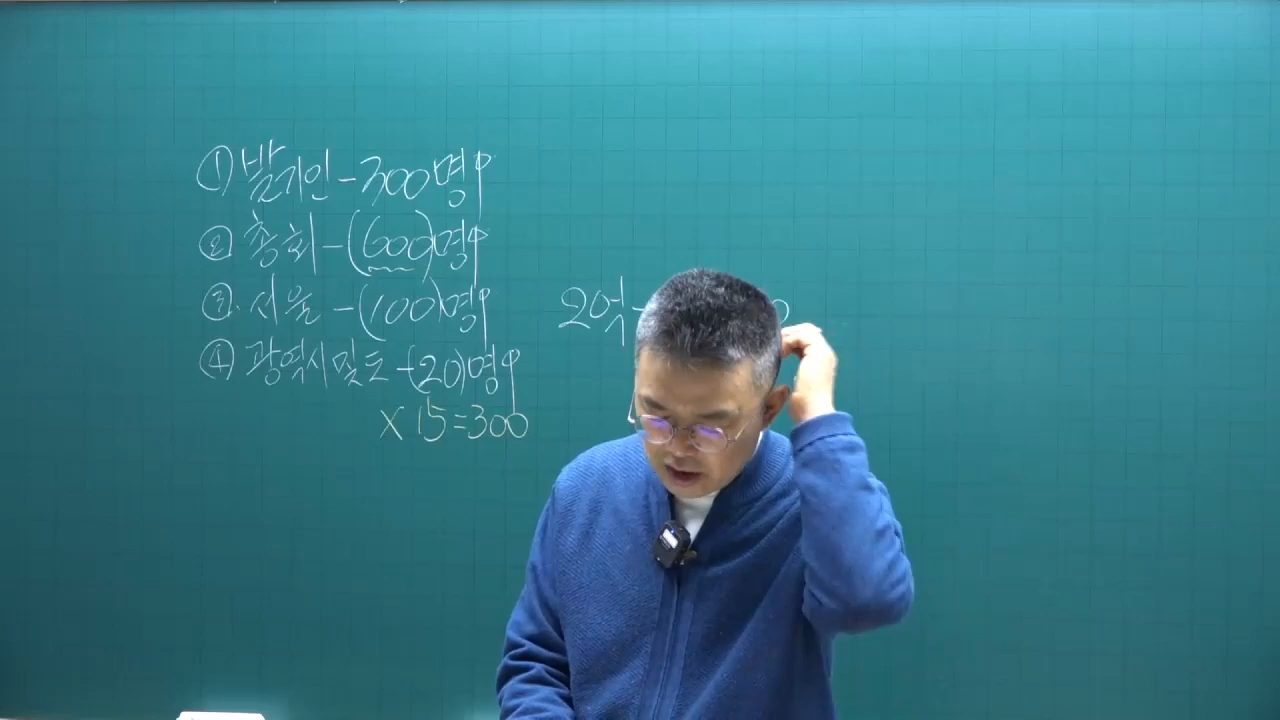 ① 발기인 - 300명↑
② 총회 - (600)명↑
③. 서울 - (100)명↑ 2억-
④ 광역시 및 도 - (20)명↑
× 15 = 300